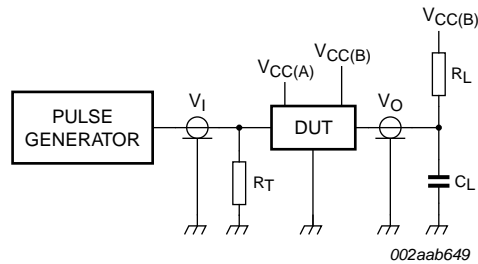 VCC(B)
VCC(B)
VCC(A)
RL
VI
VO
PULSE
GENERATOR
DUT
RT
CL
002aab649